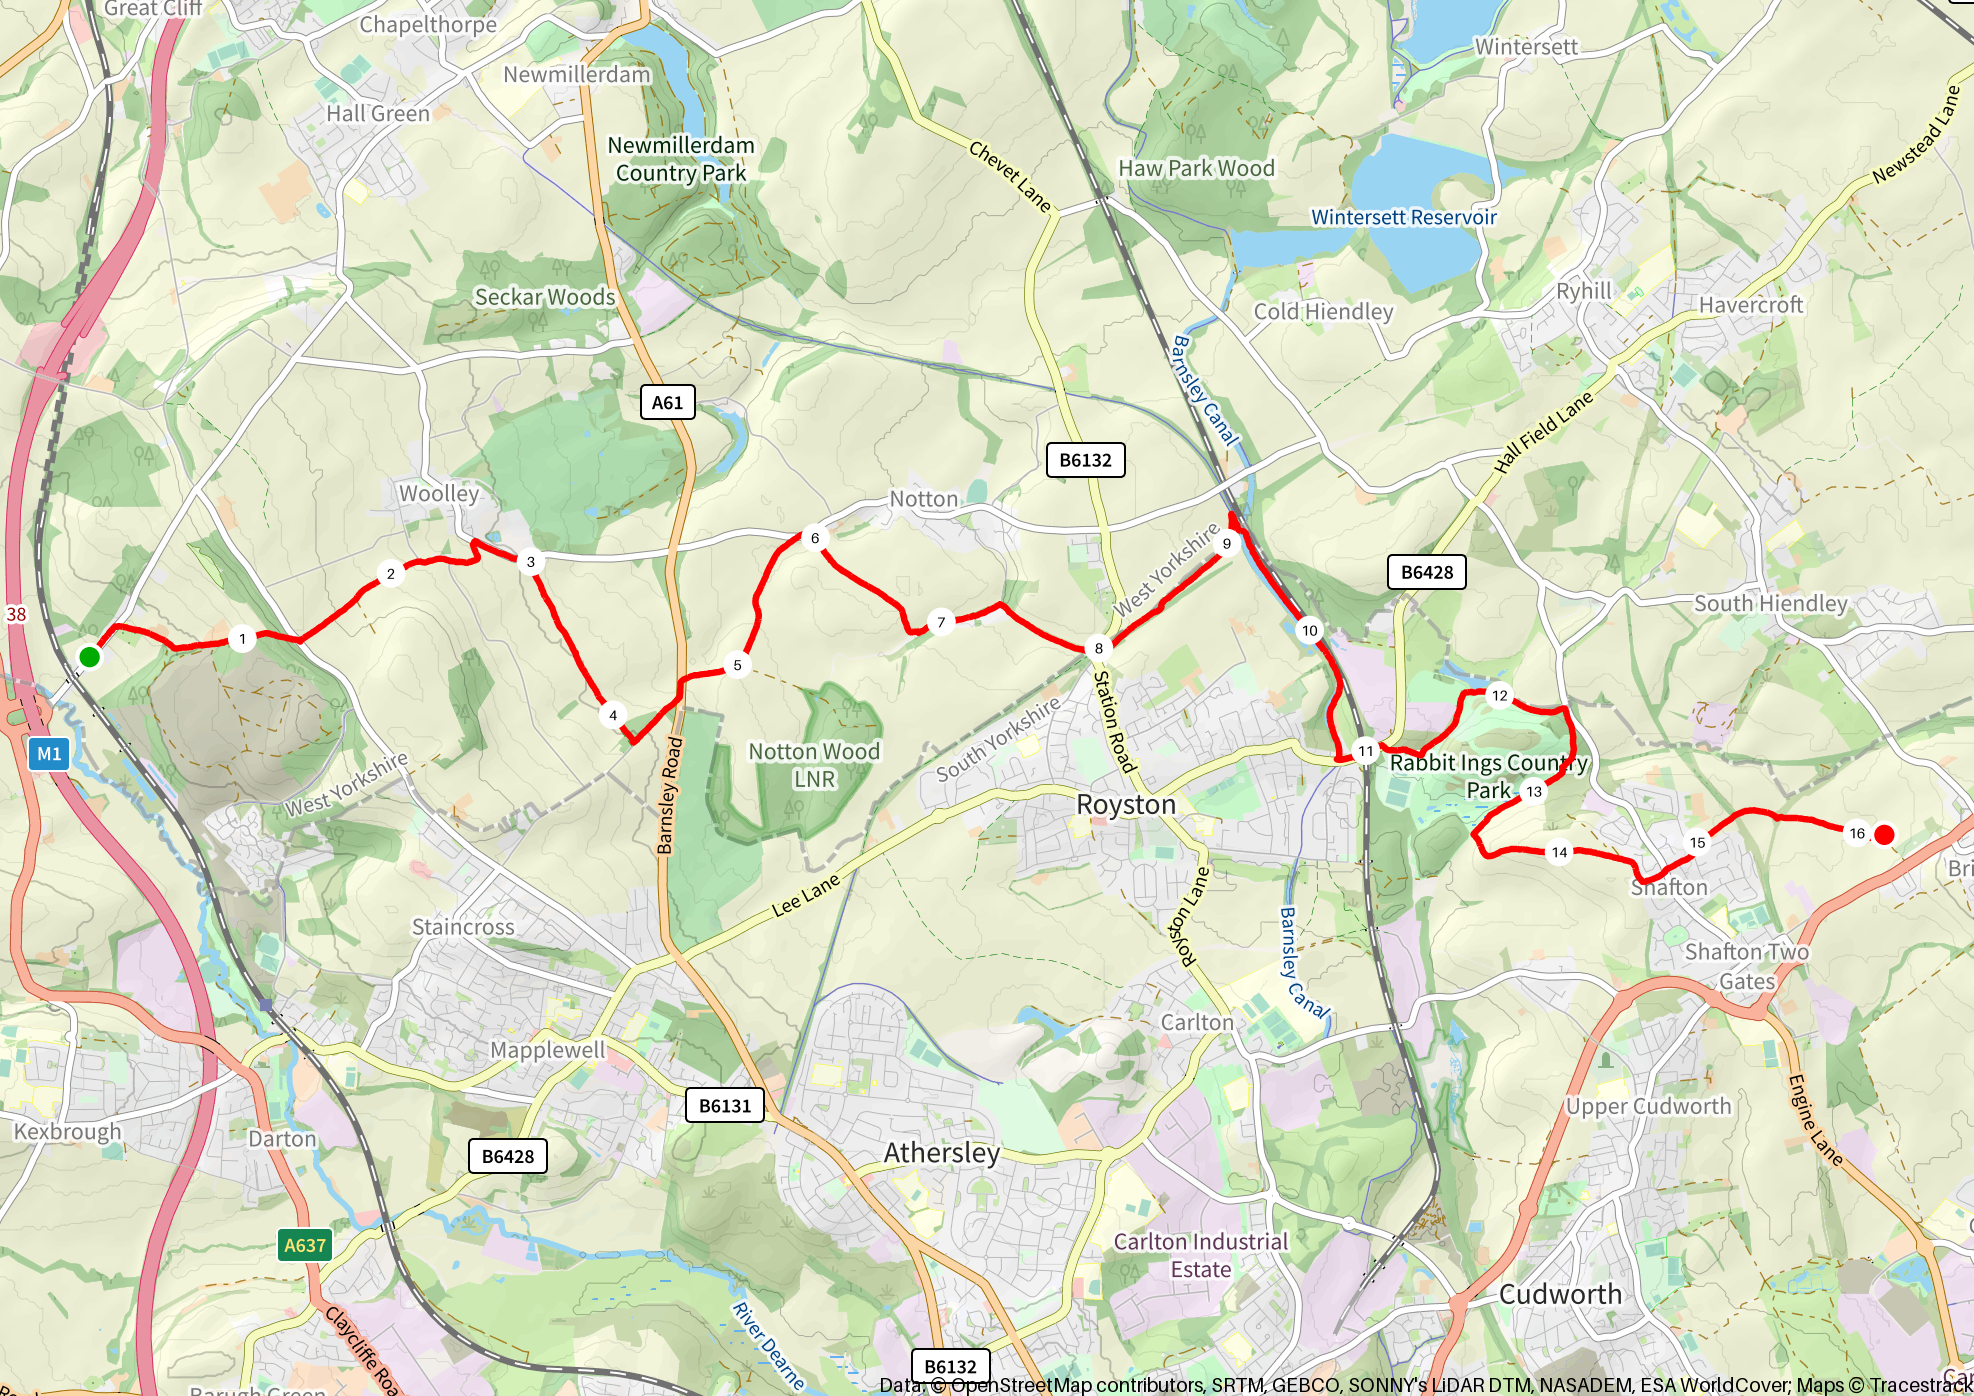 Great Cliff
Chapelthorpe
Wintersett
Newmillerdam
Hall Green
Newmillerdam
Country Park
Chevet Lane
Haw Park Wood
Newstead Lane
Wintersett Reservoir
Seckar Woods
Cold Hiendley
Ryhill
Havercroft
A61
Barnsley Canal
B6132
Hall Field Lane
Woolley
Notton
6
9
3
2
West Yorkshire
B6428
38
1
7
10
South Hiendley
8
5
12
4
M1
West Yorkshire
Barnsley Road
Notton Wood
LNR
South Yorkshire
Station Road
11
Rabbit Ings Country
Park
13
Royston
16
15
14
Bri
Lee Lane
Royston Lane
Shafton
Staincross
Barnsley Canal
Shafton Two
Gates
Carlton
Mapplewell
B6131
Engine Lane
Upper Cudworth
Kexbrough
Darton
B6428
Athersley
A637
Carlton Industrial
Estate
Cudworth
Claycliffe Roa
River Dearne
B6132
Barugh Green
Data: © OpenStreetMap contributors, SRTM, GEBCO, SONNY's LiDAR DTM, NASADEM, ESA WorldCover; Maps © Tracestrack